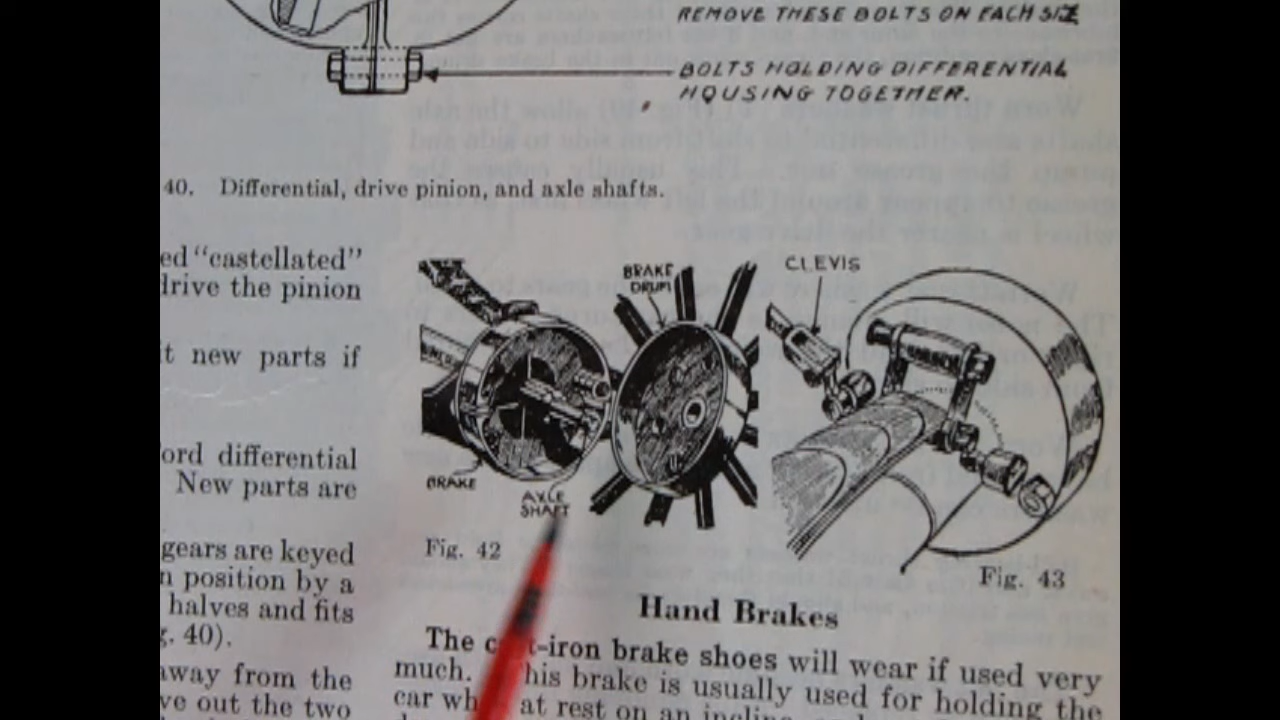 REMOVE THESE BOLTS ON EACH SIDE
BOLTS HOLDING DIFFERENTIAL
HOUSING TOGETHER.
40. Differential, drive pinion, and axle shafts.
ed "castellated"
drive the pinion
it new parts if
ord differential
New parts are
gears are keyed
n position by a
halves and fits
g. 40).
away from the
ve out the two
BRAKE
DRUM
CLEVIS
BRAKE
AXLE
SHAFT
Fig. 42
Fig. 43
Hand Brakes
The cast-iron brake shoes will wear if used very
much. This brake is usually used for holding the
car when at rest on an incline,